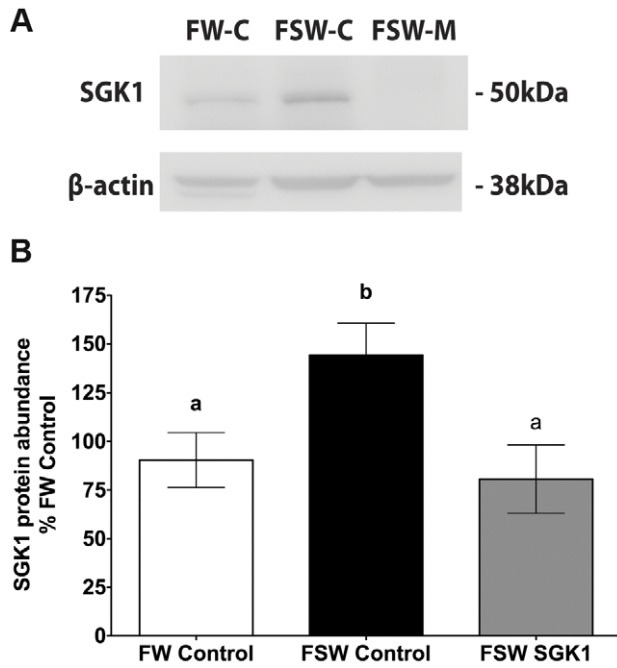 A
FW-C FSW-C FSW-M
SGK1 - 50kDa
β-actin - 38kDa
B
SGK1 protein abundance
% FW Control
175
150
125
100
75
50
25
0
a
b
a
FW Control FSW Control FSW SGK1